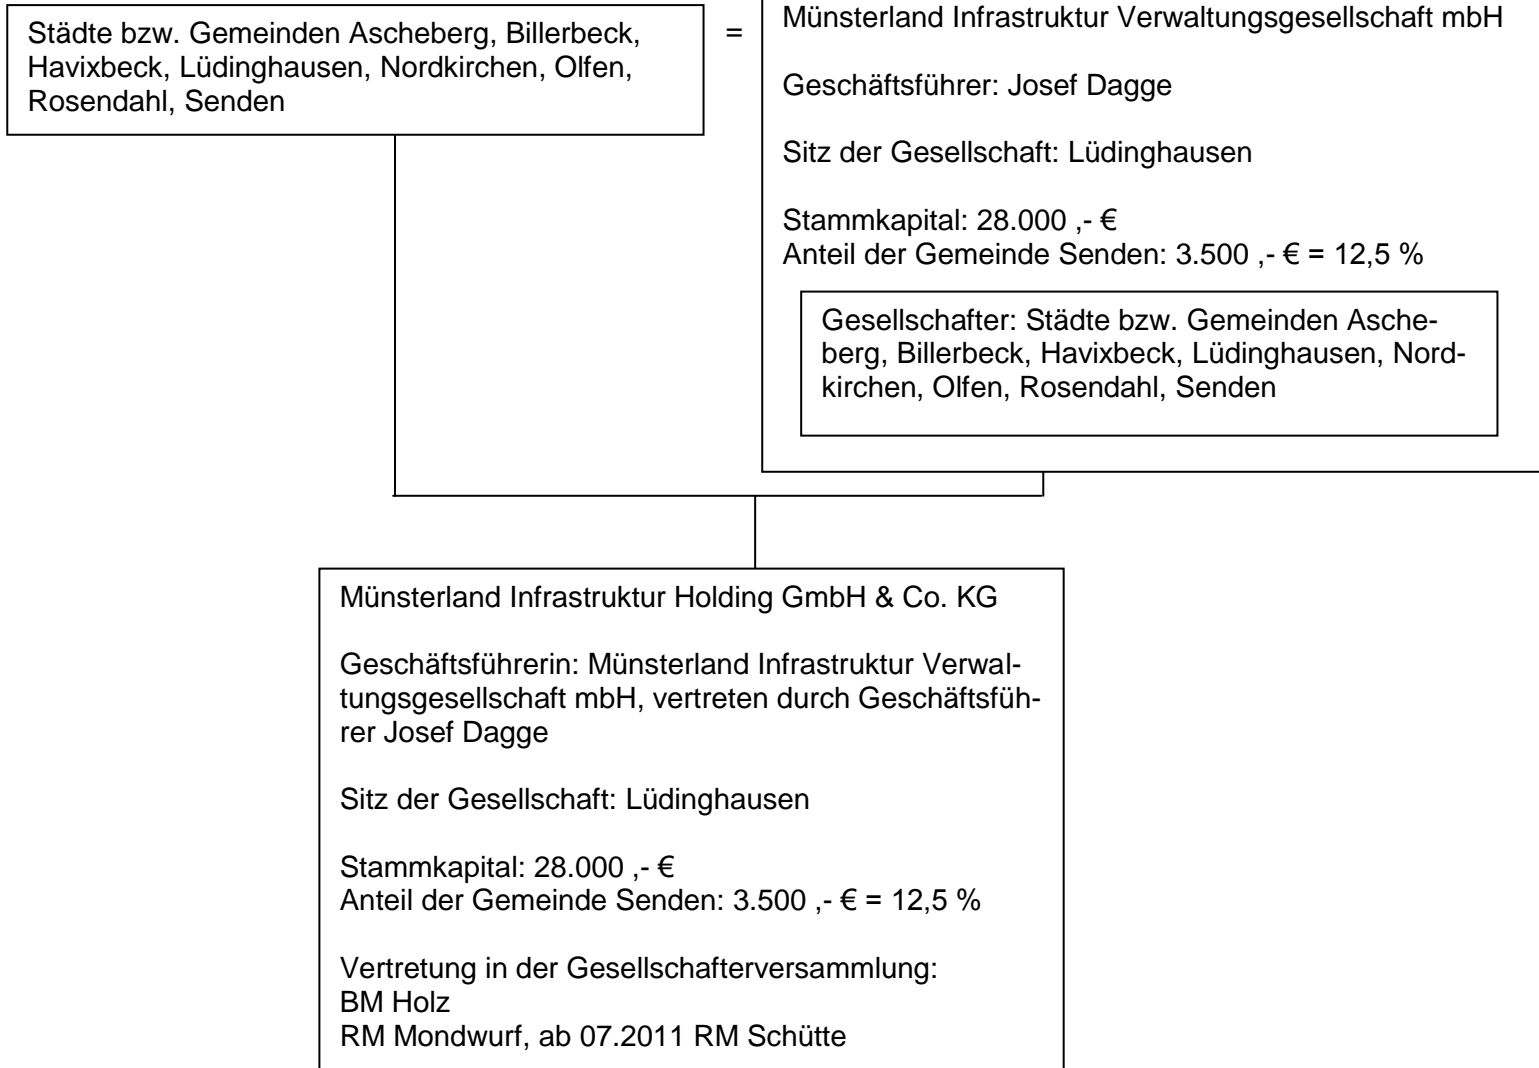 Städte bzw. Gemeinden Ascheberg, Billerbeck,
Havixbeck, Lüdinghausen, Nordkirchen, Olfen,
Rosendahl, Senden
=
Münsterland Infrastruktur Verwaltungsgesellschaft mbH
Geschäftsführer: Josef Dagge
Sitz der Gesellschaft: Lüdinghausen
Stammkapital: 28.000 ,- €
Anteil der Gemeinde Senden: 3.500 ,- € = 12,5 %
Gesellschafter: Städte bzw. Gemeinden Asche-
berg, Billerbeck, Havixbeck, Lüdinghausen, Nord-
kirchen, Olfen, Rosendahl, Senden
Münsterland Infrastruktur Holding GmbH & Co. KG
Geschäftsführerin: Münsterland Infrastruktur Verwal-
tungsgesellschaft mbH, vertreten durch Geschäftsfüh-
rer Josef Dagge
Sitz der Gesellschaft: Lüdinghausen
Stammkapital: 28.000 ,- €
Anteil der Gemeinde Senden: 3.500 ,- € = 12,5 %
Vertretung in der Gesellschafterversammlung:
BM Holz
RM Mondwurf, ab 07.2011 RM Schütte